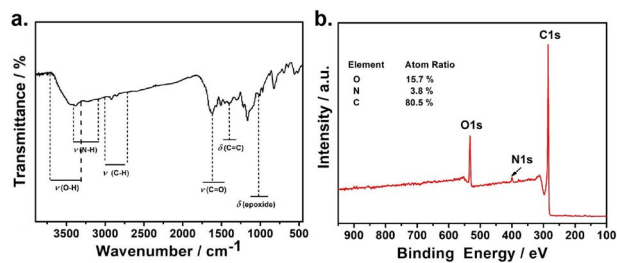 a.
Transmittance / %
ν (N-H)
ν (C-H)
ν (O-H)
δ (C=C)
ν (C=O)
δ (epoxide)
3500 3000 2500 2000 1500 1000 500
Wavenumber / cm-1
b.
C1s
Element Atom Ratio
O 15.7 %
N 3.8 %
C 80.5 %
O1s
N1s
Intensity / a.u.
900 800 700 600 500 400 300 200 100
Binding Energy / eV